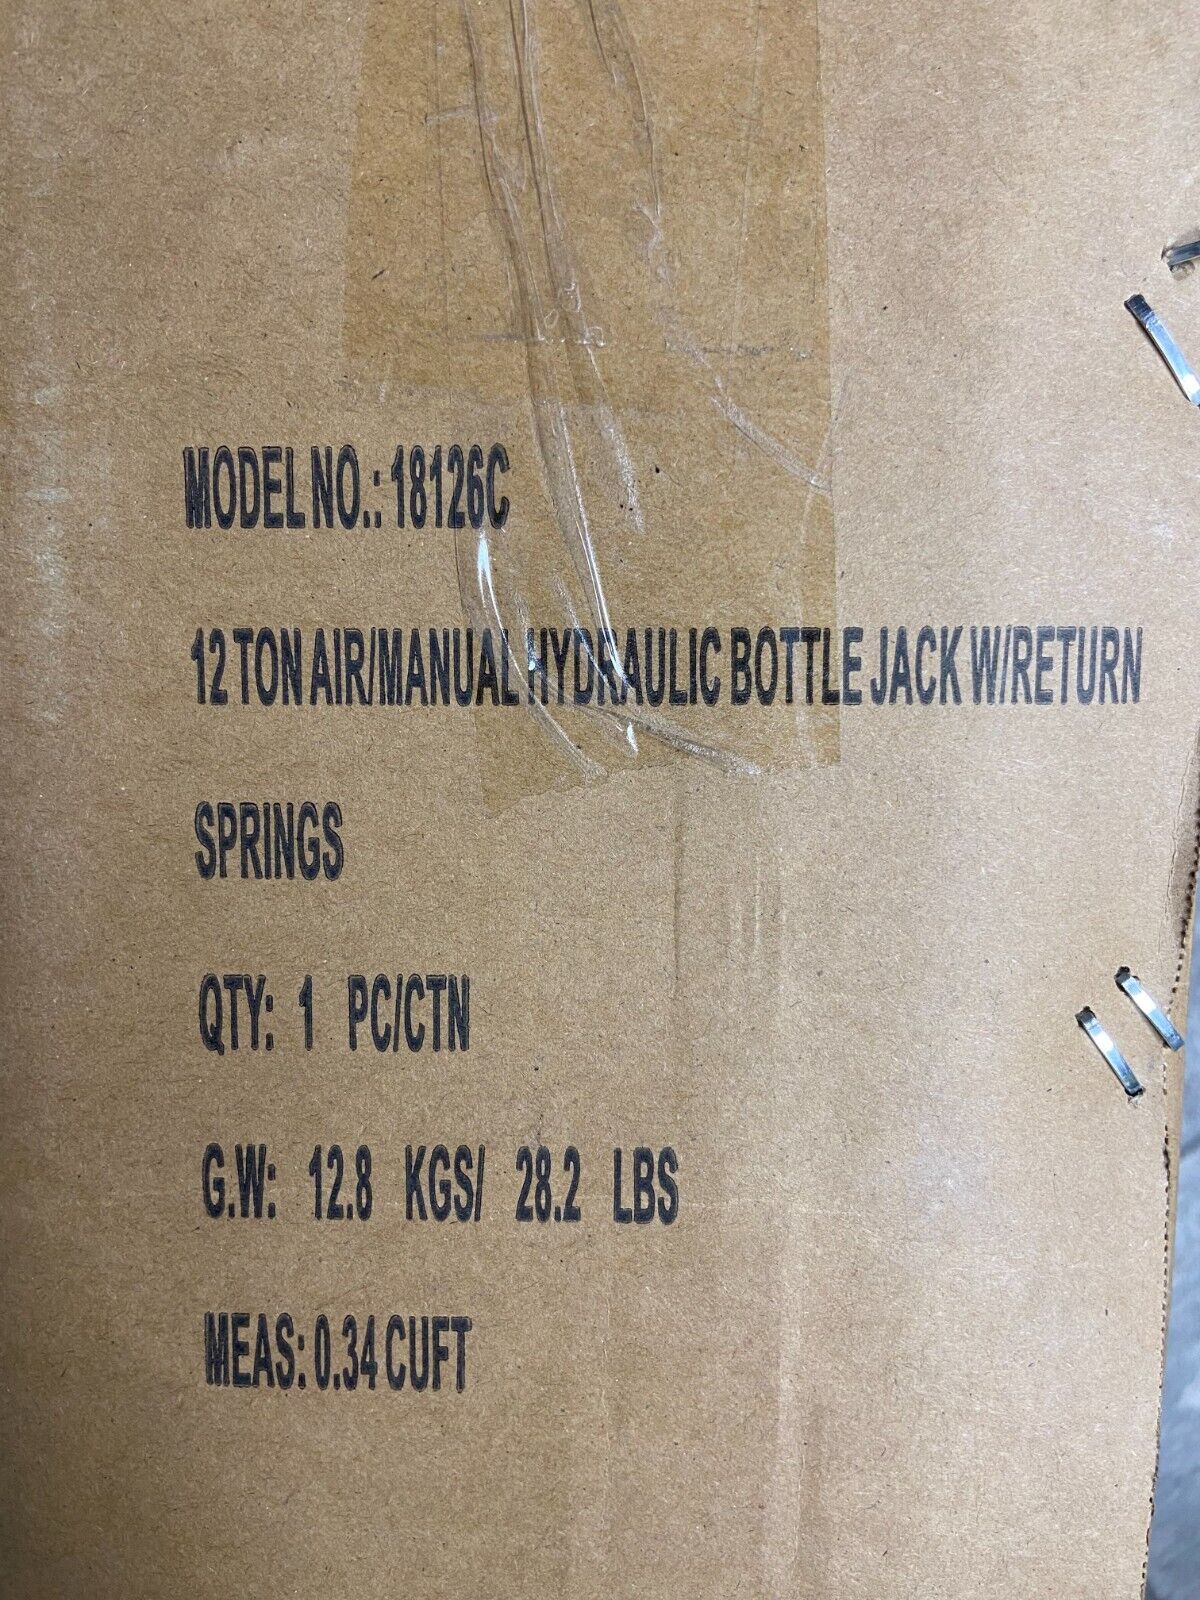 MODEL NO.: 18126C
12 TON AIR/MANUAL HYDRAULIC BOTTLE JACK W/RETURN
SPRINGS
QTY: 1 PC/CTN
G.W: 12.8 KGS/ 28.2 LBS
MEAS: 0.34 CUFT